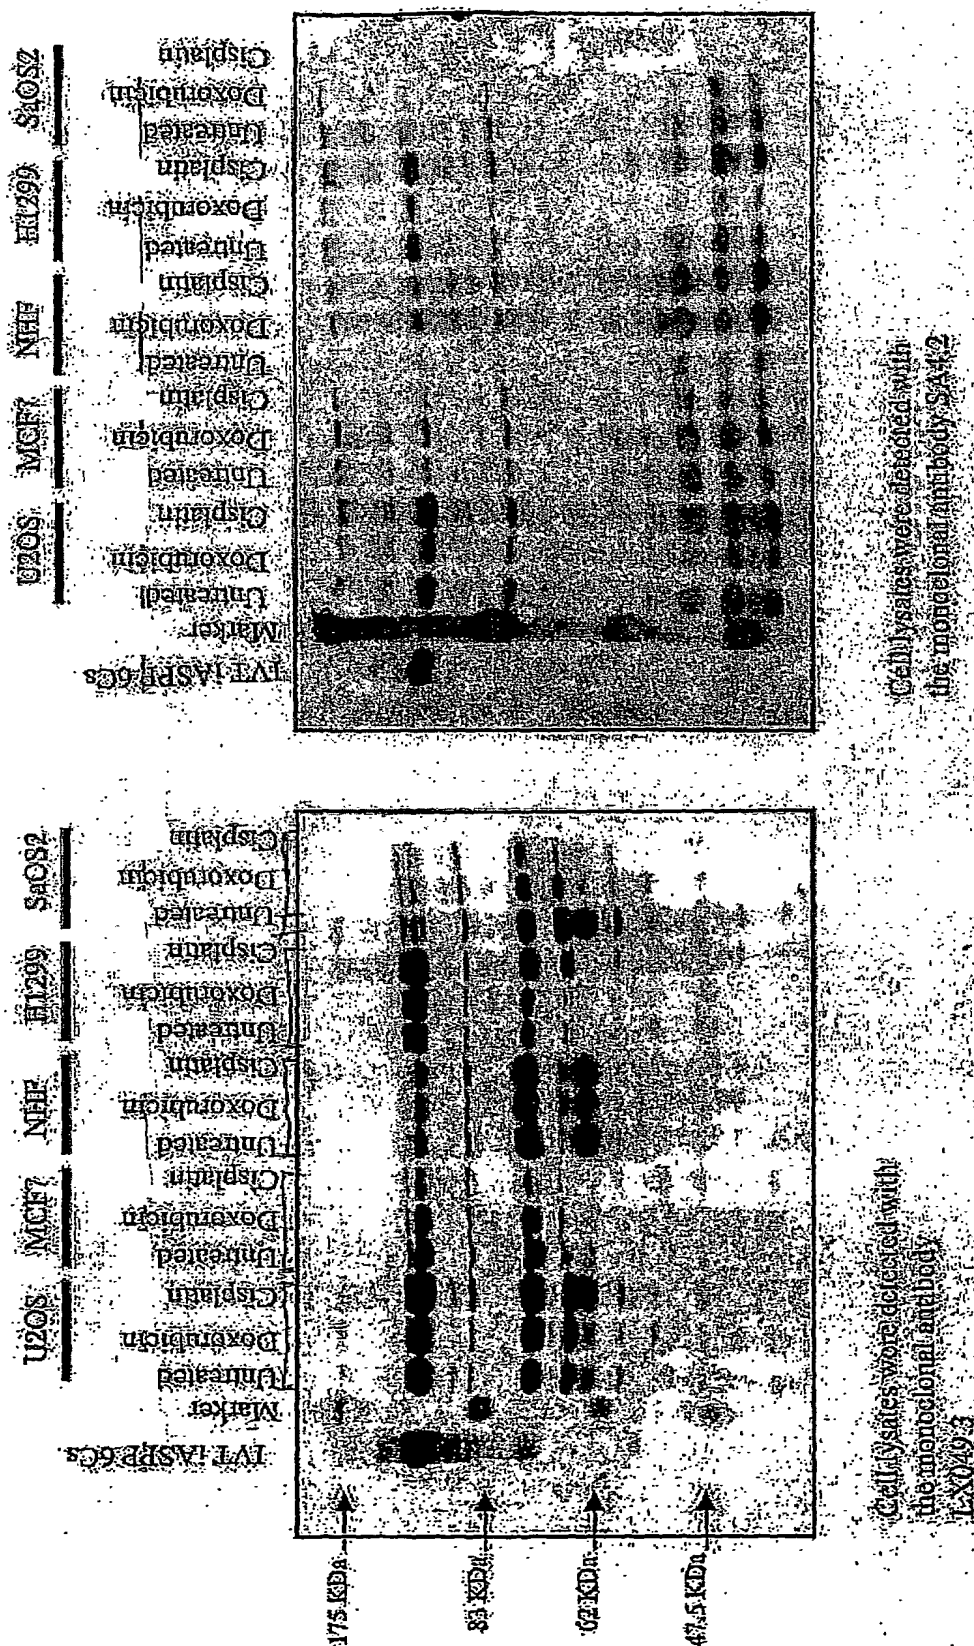 U2OS MCF7 NHF H1299 SaOS2
IVT iASPP 6Cs
Marker
Untreated
Doxorubicin
Cisplatin
Untreated
Doxorubicin
Cisplatin
Untreated
Doxorubicin
Cisplatin
Untreated
Doxorubicin
Cisplatin
Untreated
Doxorubicin
Cisplatin
175 KDa
83 KDa
62 KDa
47.5 KDa
Cell lysates were detected with
the monoclonal antibody
LX049.3
U2OS MCF7 NHF H1299 SaOS2
IVT iASPP 6Cs
Marker
Untreated
Doxorubicin
Cisplatin
Untreated
Doxorubicin
Cisplatin
Untreated
Doxorubicin
Cisplatin
Untreated
Doxorubicin
Cisplatin
Untreated
Doxorubicin
Cisplatin
Cell lysates were detected with
the monoclonal antibody SA4.2